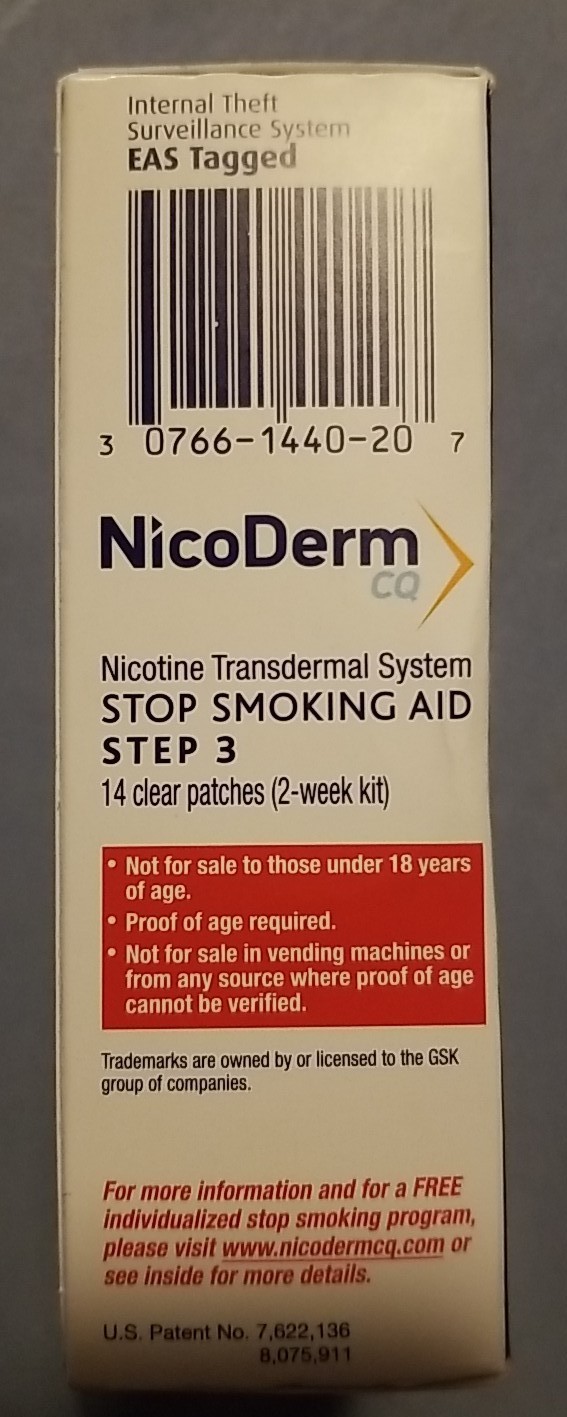 Internal Theft
Surveillance System
EAS Tagged
3 0766-1440-20 7
NicoDerm
CQ
Nicotine Transdermal System
STOP SMOKING AID
STEP 3
14 clear patches (2-week kit)
• Not for sale to those under 18 years
of age.
• Proof of age required.
• Not for sale in vending machines or
from any source where proof of age
cannot be verified.
Trademarks are owned by or licensed to the GSK
group of companies.
For more information and for a FREE
individualized stop smoking program,
please visit www.nicodermcq.com or
see inside for more details.
U.S. Patent No. 7,622,136
8,075,911